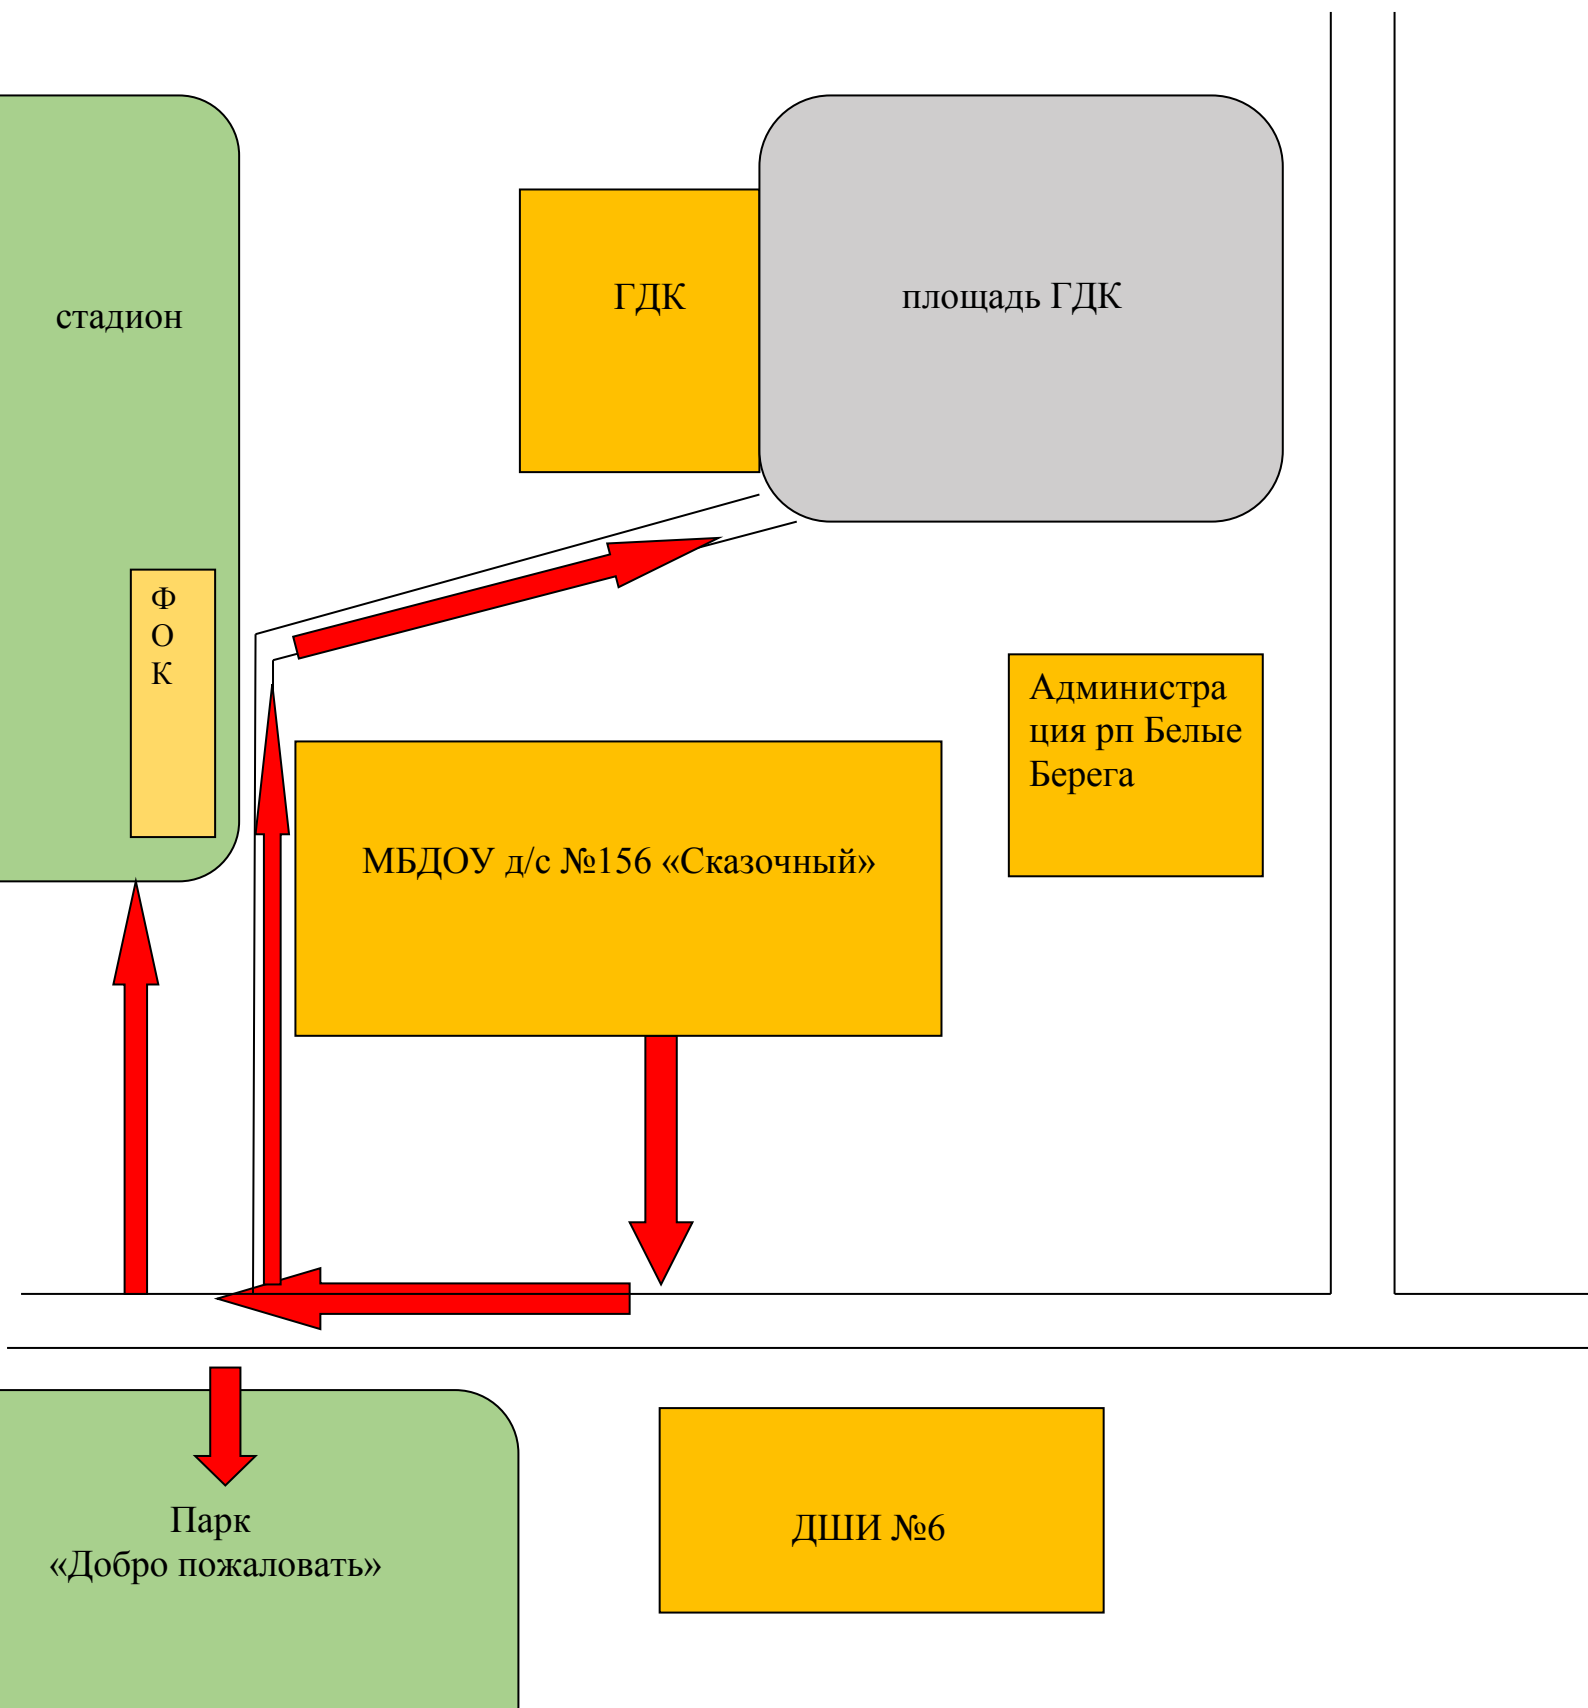 ГДК
площадь ГДК
стадион
Ф
О
К
Администра
ция рп Белые
Берега
МБДОУ д/с №156 «Сказочный»
Парк
«Добро пожаловать»
ДШИ №6